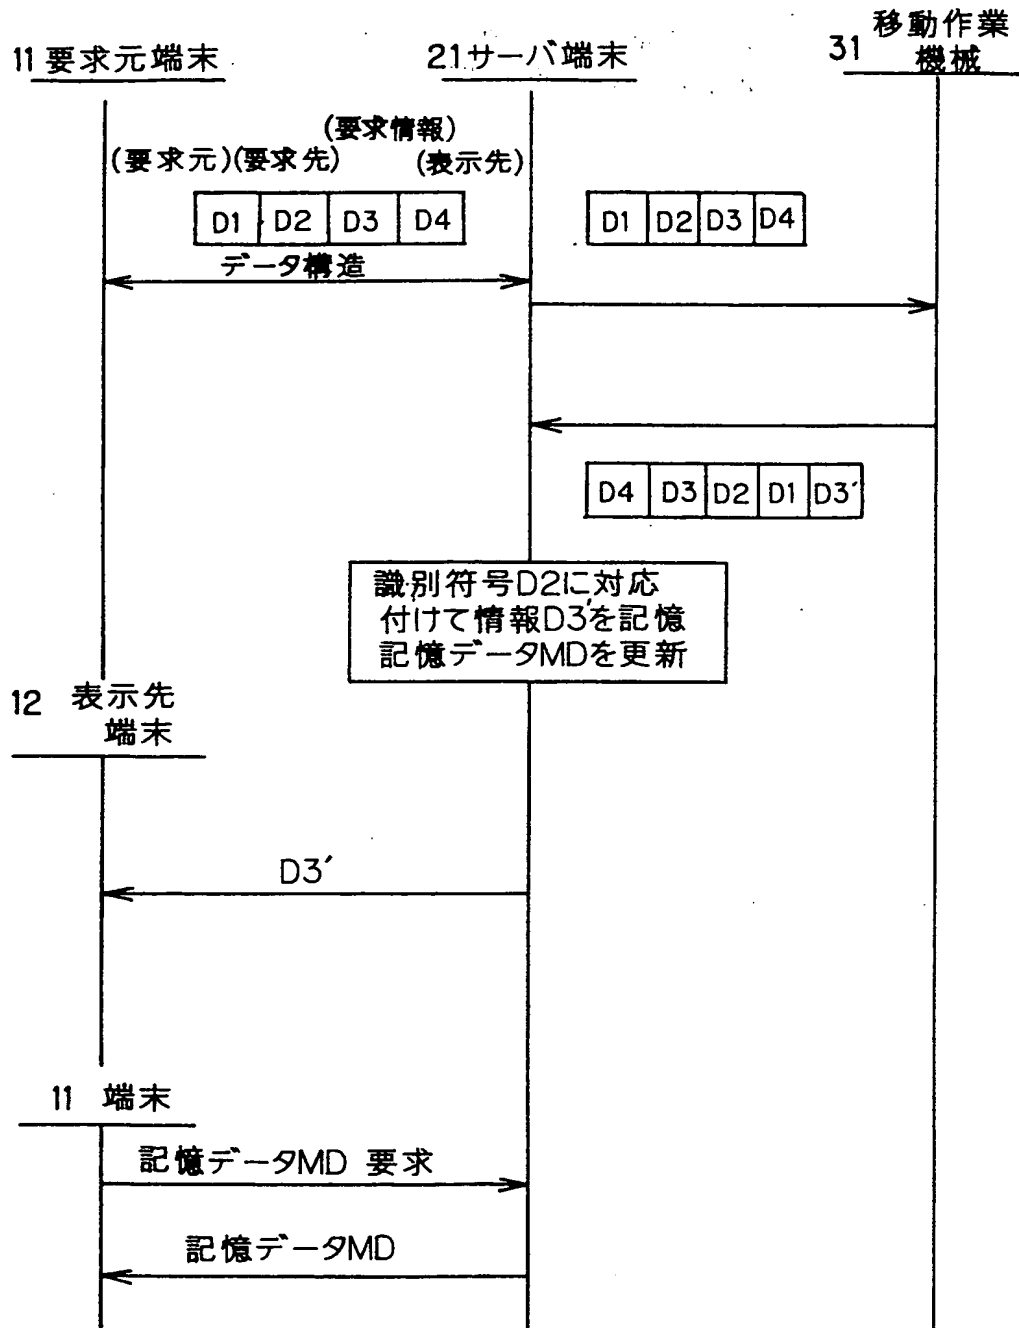 11 要求元端末
21サーバ端末
31 移動作業
機械
(要求情報)
(要求元)(要求先) (表示先)
D1 D2 D3 D4
D1 D2 D3 D4
データ構造
D4 D3 D2 D1 D3′
識別符号D2に対応
付けて情報D3′を記憶
記憶データMDを更新
12 表示先
端末
D3′
11 端末
記憶データMD 要求
記憶データMD